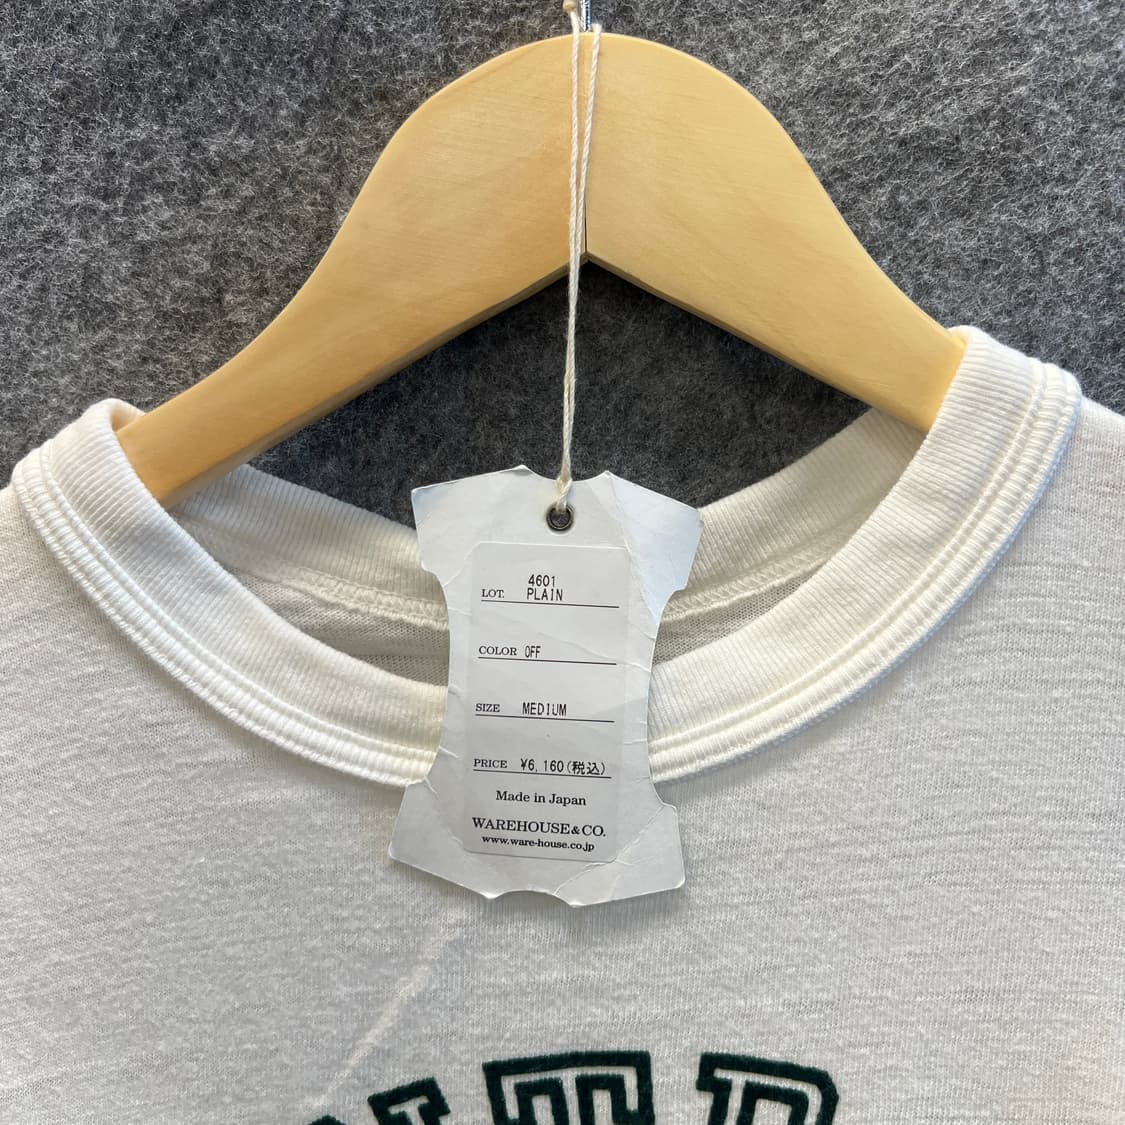 4601
LOT. PLAIN
COLOR OFF
SIZE MEDIUM
PRICE ¥6,160(税込)
Made in Japan
WAREHOUSE & CO.
www.ware-house.co.jp